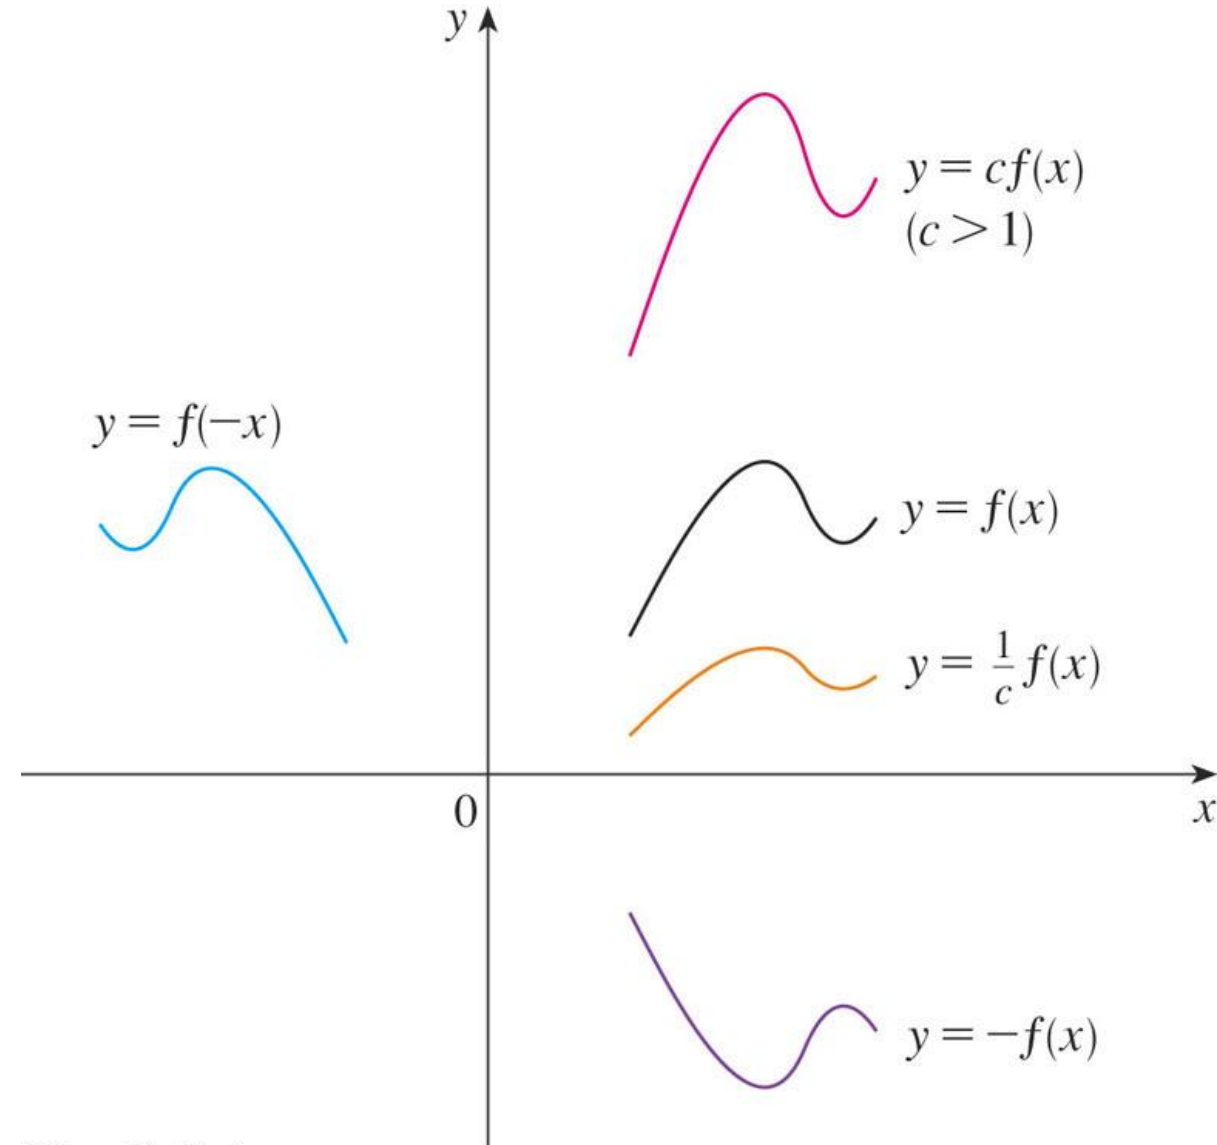 y
y = cf(x)
(c > 1)
y = f(−x)
y = f(x)
y = 1/c f(x)
0
x
y = −f(x)